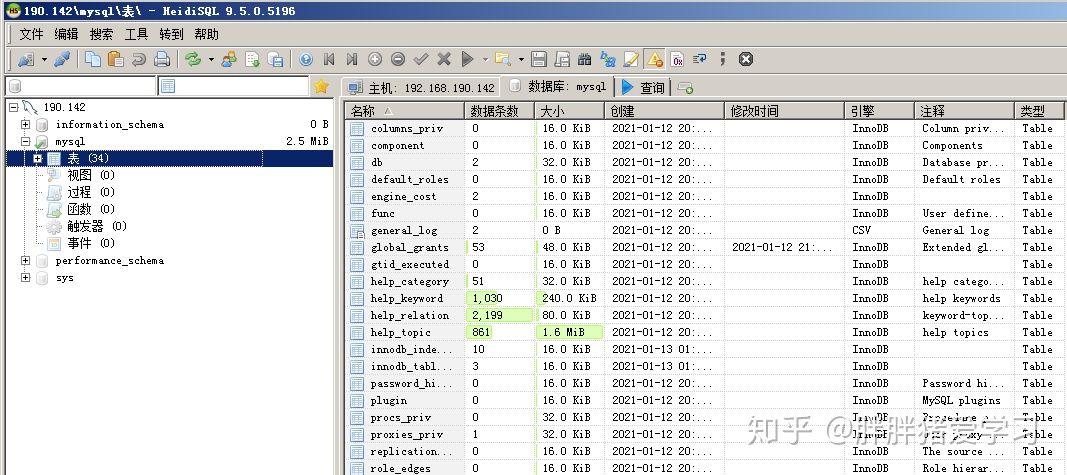 190.142\mysql\表\ - HeidiSQL 9.5.0.5196
文件 编辑 搜索 工具 转到 帮助
主机: 192.168.190.142 数据库: mysql 查询
190.142
information_schema 0 B
mysql 2.5 MiB
表 (34)
视图 (0)
过程 (0)
函数 (0)
触发器 (0)
事件 (0)
performance_schema
sys
名称 数据条数 大小 创建 修改时间 引擎 注释 类型
columns_priv 0 16.0 KiB 2021-01-12 20:... InnoDB Column priv... Table
component 0 16.0 KiB 2021-01-12 20:... InnoDB Components Table
db 2 32.0 KiB 2021-01-12 20:... InnoDB Database pr... Table
default_roles 0 16.0 KiB 2021-01-12 20:... InnoDB Default roles Table
engine_cost 2 16.0 KiB 2021-01-12 20:... InnoDB Table
func 0 16.0 KiB 2021-01-12 20:... InnoDB User define... Table
general_log 2 0 B 2021-01-12 20:... CSV General log Table
global_grants 53 48.0 KiB 2021-01-12 20:... 2021-01-12 21:... InnoDB Extended gl... Table
gtid_executed 0 16.0 KiB 2021-01-12 20:... InnoDB Table
help_category 51 32.0 KiB 2021-01-12 20:... InnoDB help catego... Table
help_keyword 1,030 240.0 KiB 2021-01-12 20:... InnoDB help keywords Table
help_relation 2,199 80.0 KiB 2021-01-12 20:... InnoDB keyword-top... Table
help_topic 861 1.6 MiB 2021-01-12 20:... InnoDB help topics Table
innodb_inde... 10 16.0 KiB 2021-01-13 01:... InnoDB Table
innodb_tabl... 3 16.0 KiB 2021-01-13 01:... InnoDB Table
password_hi... 0 16.0 KiB 2021-01-12 20:... InnoDB Password hi... Table
plugin 0 16.0 KiB 2021-01-12 20:... InnoDB MySQL plugins Table
procs_priv 0 32.0 KiB 2021-01-12 20:... InnoDB Procedure p... Table
proxies_priv 1 32.0 KiB 2021-01-12 20:... InnoDB User proxy ... Table
replication... 0 16.0 KiB 2021-01-12 20:... InnoDB The source ... Table
role_edges 0 16.0 KiB 2021-01-12 20:... InnoDB Role hierar... Table
知乎 @胖胖猪爱学习